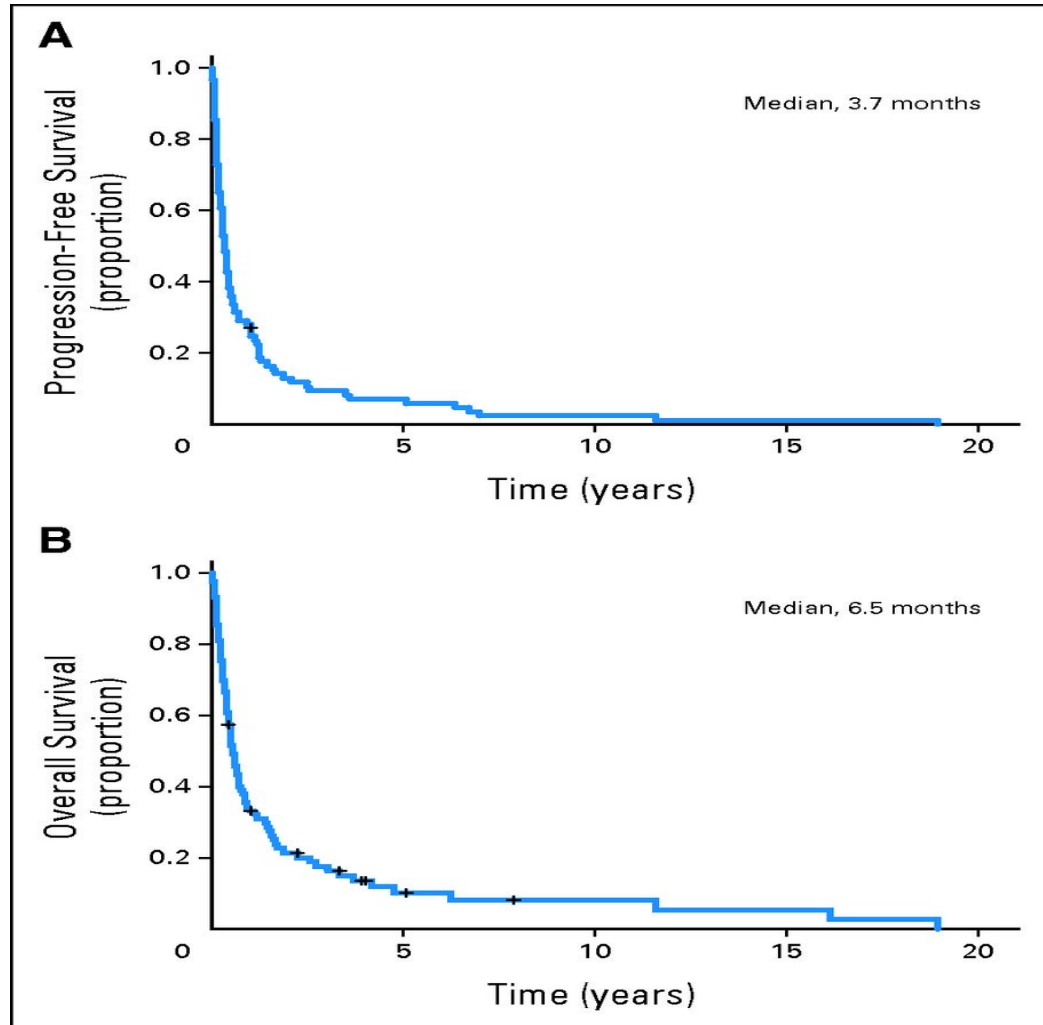 A
Progression-Free Survival
(proportion)
1.0
0.8
0.6
0.4
0.2
Median, 3.7 months
0 5 10 15 20
Time (years)
B
Overall Survival
(proportion)
1.0
0.8
0.6
0.4
0.2
Median, 6.5 months
0 5 10 15 20
Time (years)